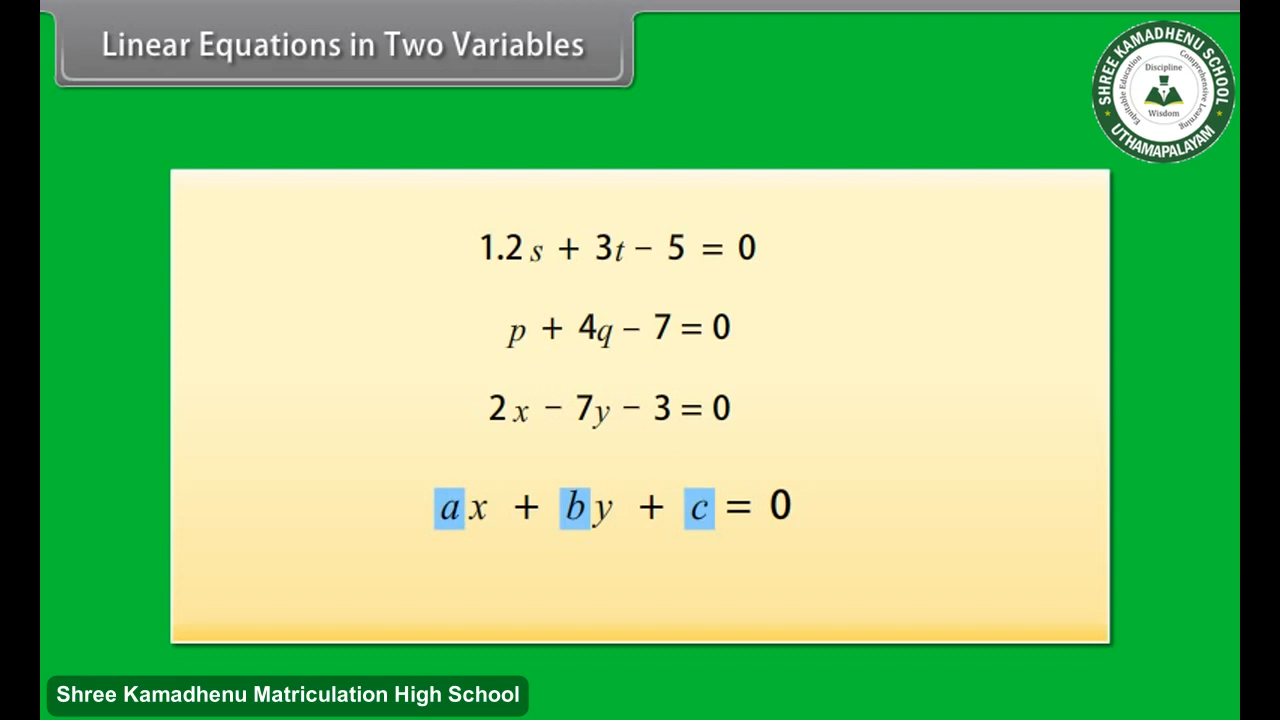 Linear Equations in Two Variables
SHREE KAMADHENU SCHOOL
Discipline
Equitable Education
Comprehensive Learning
Wisdom
UTHAMAPALAYAM
1.2s + 3t − 5 = 0
p + 4q − 7 = 0
2x − 7y − 3 = 0
ax + by + c = 0
Shree Kamadhenu Matriculation High School